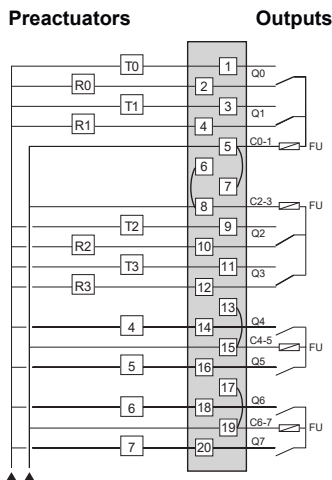 Preactuators Outputs
T0 1 Q0
R0 2
T1 3 Q1
R1 4
5 C0-1 FU
6
7
8 C2-3 FU
T2 9 Q2
R2 10
T3 11 Q3
R3 12
13
4 14 Q4
15 C4-5 FU
5 16 Q5
17
6 18 Q6
19 C6-7 FU
7 20 Q7